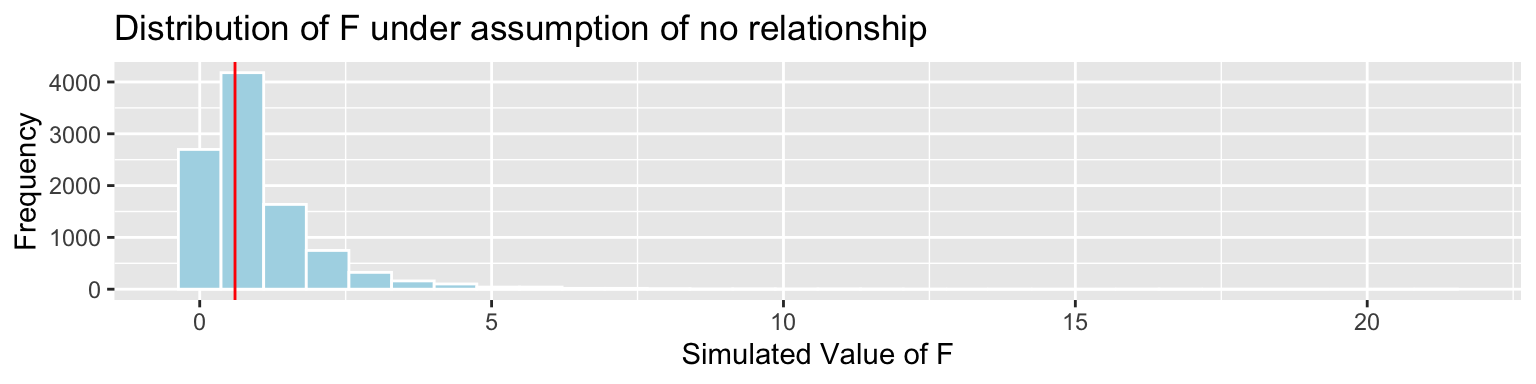 Distribution of F under assumption of no relationship
4000
3000
2000
1000
0
Frequency
0 5 10 15 20
Simulated Value of F